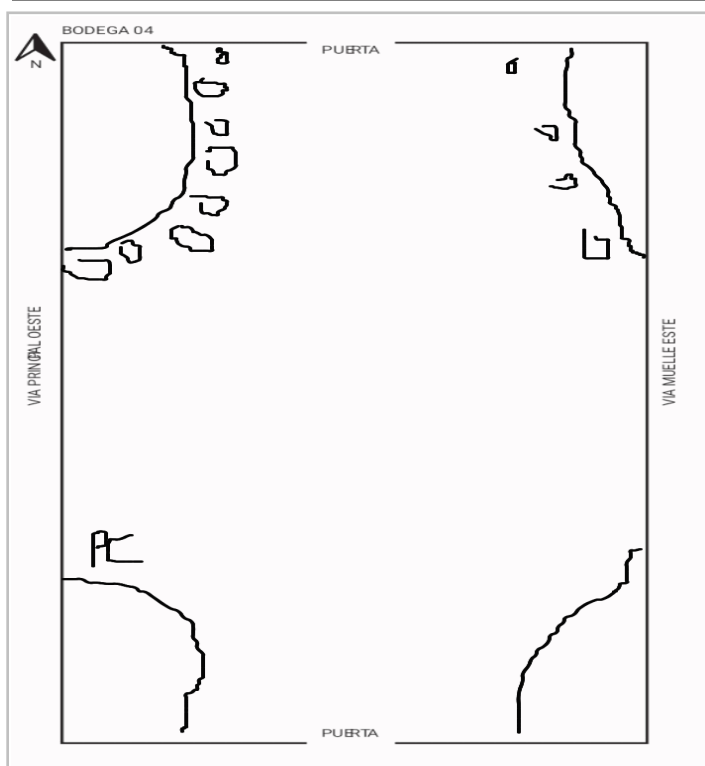 BODEGA 04
N
PUERTA
VIA PRINCIPAL OESTE
VIA MUELLE ESTE
PC
PUERTA